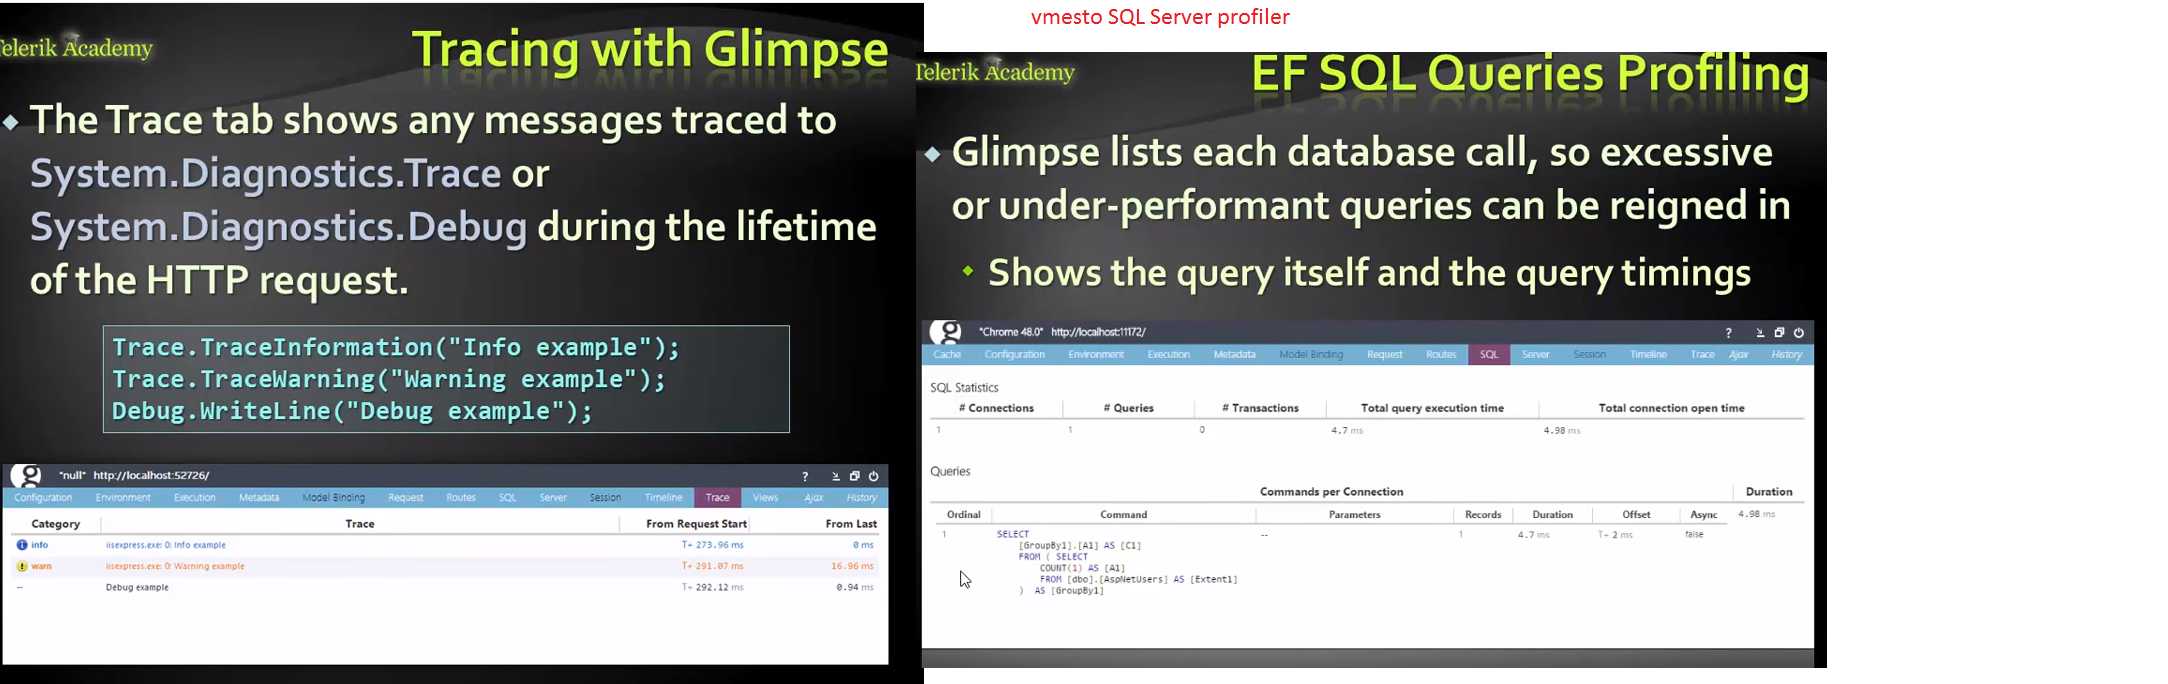 vmesto SQL Server profiler
elerik Academy
Tracing with Glimpse
The Trace tab shows any messages traced to
System.Diagnostics.Trace or
System.Diagnostics.Debug during the lifetime
of the HTTP request.
Trace.TraceInformation("Info example");
Trace.TraceWarning("Warning example");
Debug.WriteLine("Debug example");
g "null" http://localhost:52726/ ?
Configuration Environment Execution Metadata Model Binding Request Routes SQL Server Session Timeline Trace Views Ajax History
Category Trace From Request Start From Last
info iisexpress.exe: 0: Info example T+ 273.96 ms 0 ms
warn iisexpress.exe: 0: Warning example T+ 291.07 ms 16.96 ms
-- Debug example T+ 292.12 ms 0.94 ms
Telerik Academy
EF SQL Queries Profiling
Glimpse lists each database call, so excessive
or under-performant queries can be reigned in
Shows the query itself and the query timings
g "Chrome 48.0" http://localhost:11172/ ?
Cache Configuration Environment Execution Metadata Model Binding Request Routes SQL Server Session Timeline Trace Ajax History
SQL Statistics
# Connections # Queries # Transactions Total query execution time Total connection open time
1 1 0 4.7 ms 4.98 ms
Queries
Commands per Connection Duration
Ordinal Command Parameters Records Duration Offset Async 4.98 ms
1 SELECT -- 1 4.7 ms T+ 2 ms false
[GroupBy1].[A1] AS [C1]
FROM ( SELECT
COUNT(1) AS [A1]
FROM [dbo].[AspNetUsers] AS [Extent1]
) AS [GroupBy1]